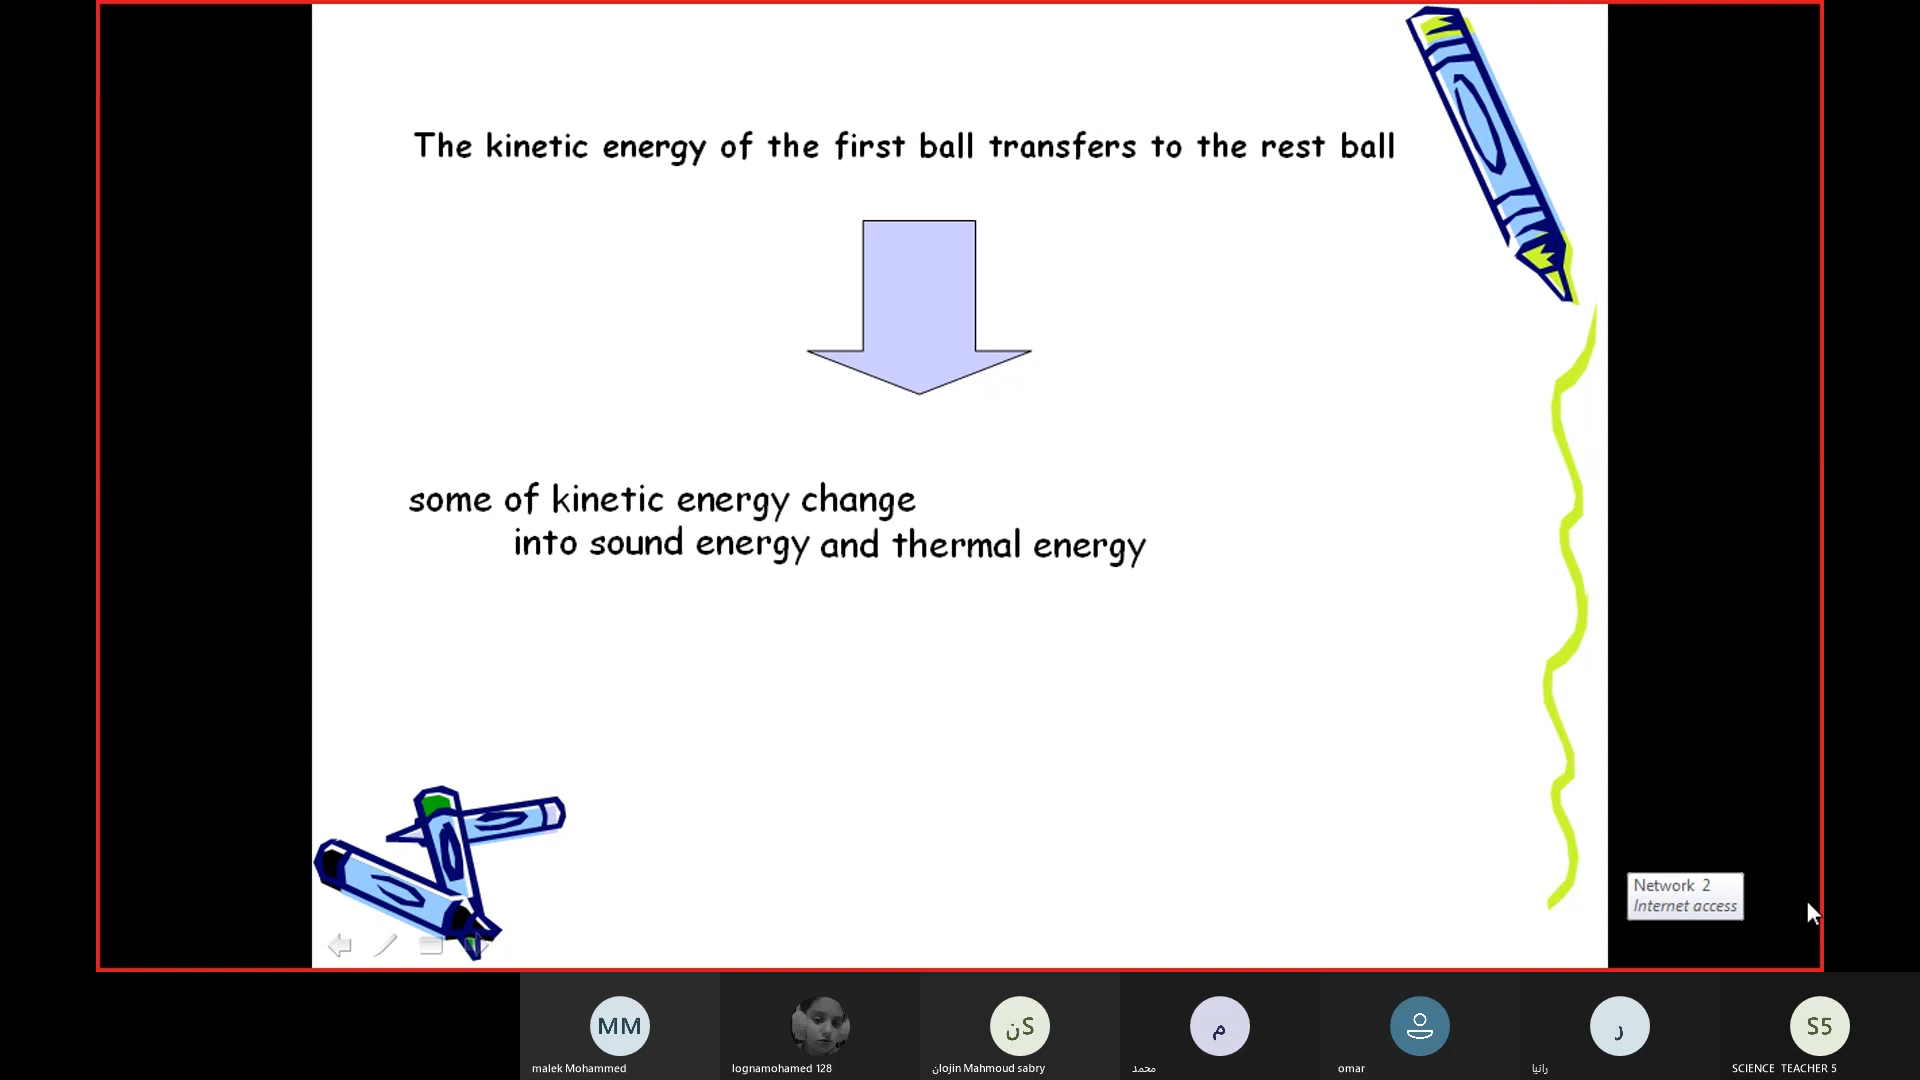 The kinetic energy of the first ball transfers to the rest ball
some of kinetic energy change
into sound energy and thermal energy
Network 2
Internet access
MM
نS
م
ر
S5
malek Mohammed
lognamohamed 128
نlojin Mahmoud sabry
محمد
omar
رانيا
SCIENCE TEACHER 5